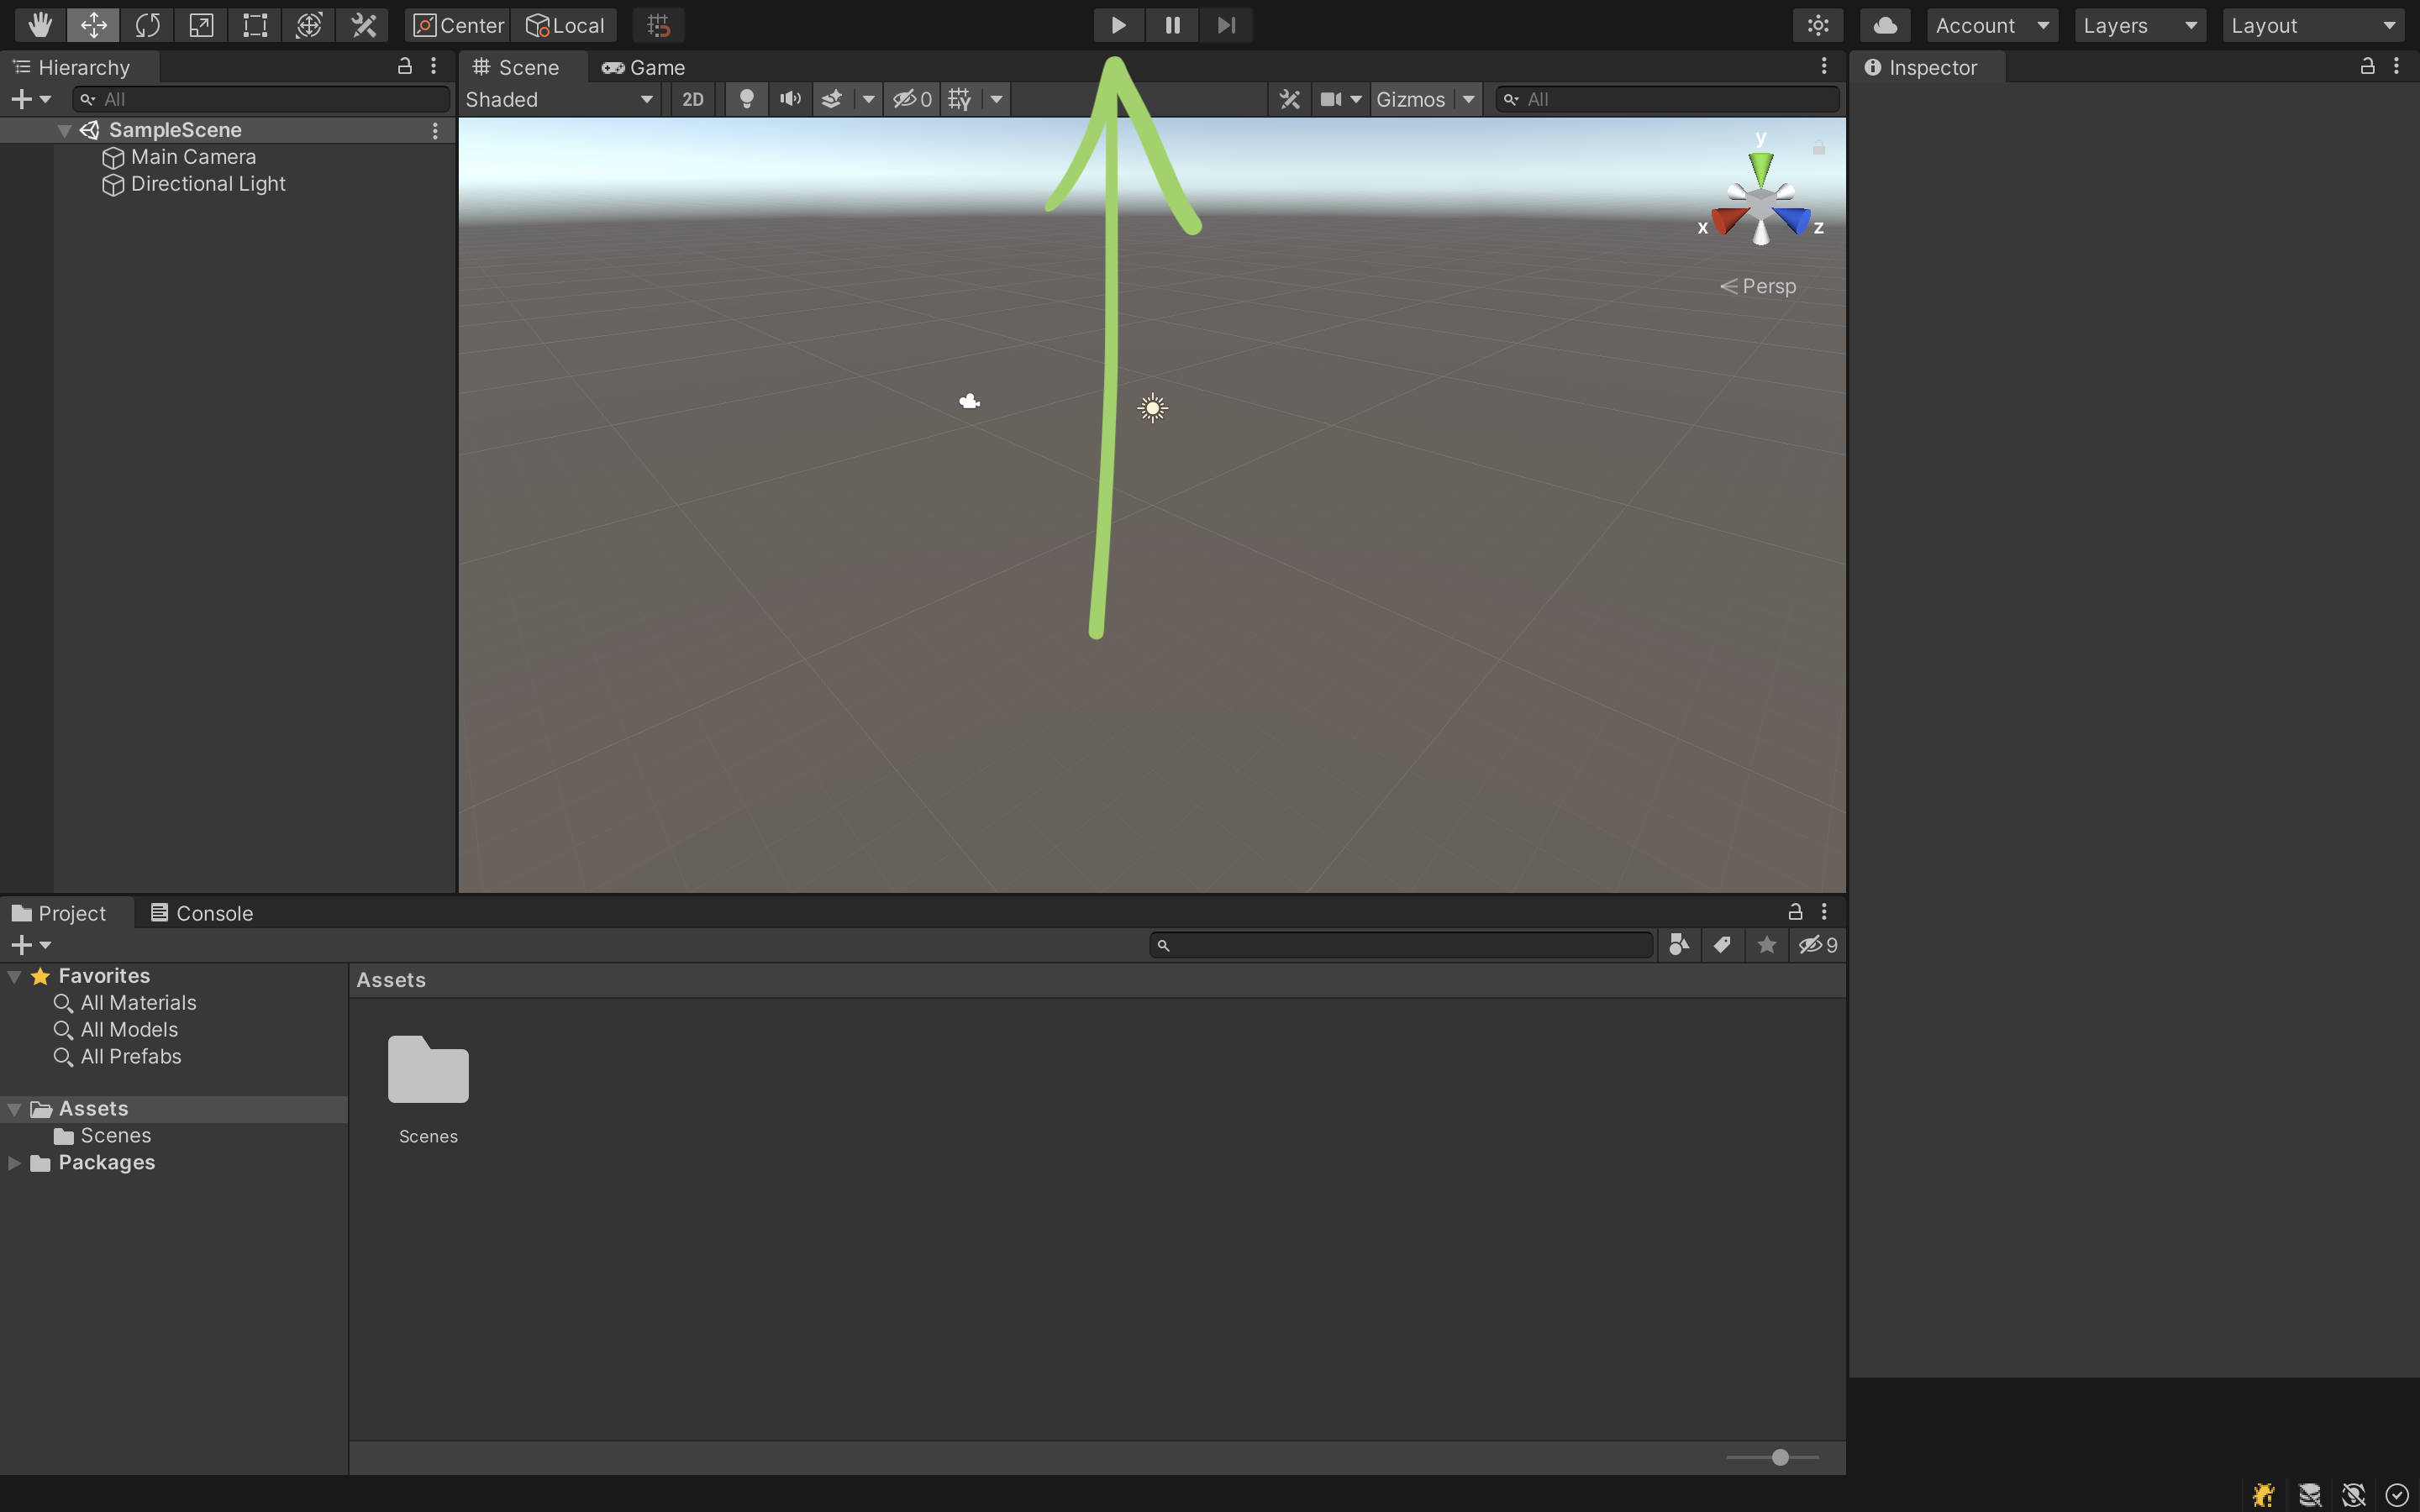 Center Local Account Layers Layout
Hierarchy Scene Game Inspector
All Shaded 2D 0 Gizmos All
SampleScene
Main Camera
Directional Light
y
x z
Persp
Project Console
9
Favorites Assets
All Materials
All Models
All Prefabs
Assets
Scenes Scenes
Packages